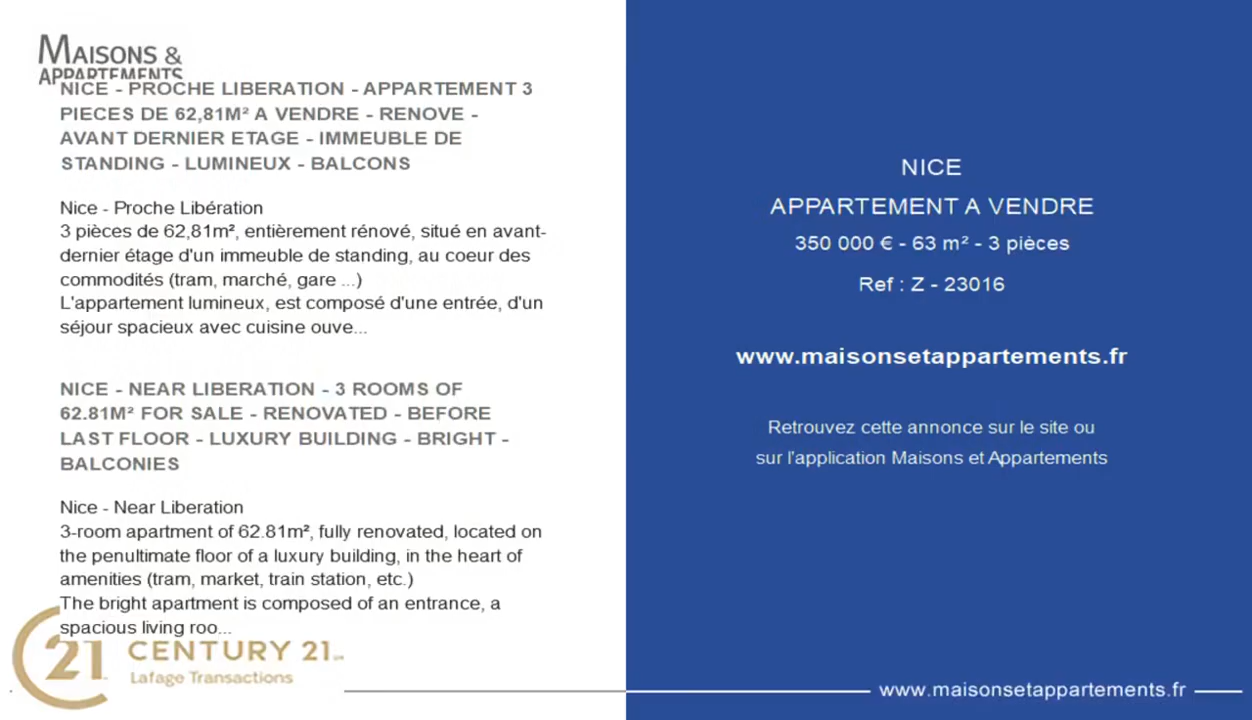 MAISONS &
APPARTEMENTS
NICE - PROCHE LIBERATION - APPARTEMENT 3
PIECES DE 62,81M² A VENDRE - RENOVE -
AVANT DERNIER ETAGE - IMMEUBLE DE
STANDING - LUMINEUX - BALCONS
Nice - Proche Libération
3 pièces de 62,81m², entièrement rénové, situé en avant-
dernier étage d'un immeuble de standing, au coeur des
commodités (tram, marché, gare ...)
L'appartement lumineux, est composé d'une entrée, d'un
séjour spacieux avec cuisine ouve...
NICE - NEAR LIBERATION - 3 ROOMS OF
62.81M² FOR SALE - RENOVATED - BEFORE
LAST FLOOR - LUXURY BUILDING - BRIGHT -
BALCONIES
Nice - Near Liberation
3-room apartment of 62.81m², fully renovated, located on
the penultimate floor of a luxury building, in the heart of
amenities (tram, market, train station, etc.)
The bright apartment is composed of an entrance, a
spacious living roo...
21 CENTURY 21
Lafage Transactions
NICE
APPARTEMENT A VENDRE
350 000 € - 63 m² - 3 pièces
Ref : Z - 23016
www.maisonsetappartements.fr
Retrouvez cette annonce sur le site ou
sur l'application Maisons et Appartements
www.maisonsetappartements.fr